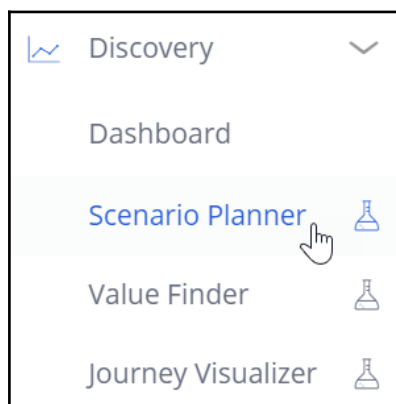 Discovery
Dashboard
Scenario Planner
Value Finder
Journey Visualizer